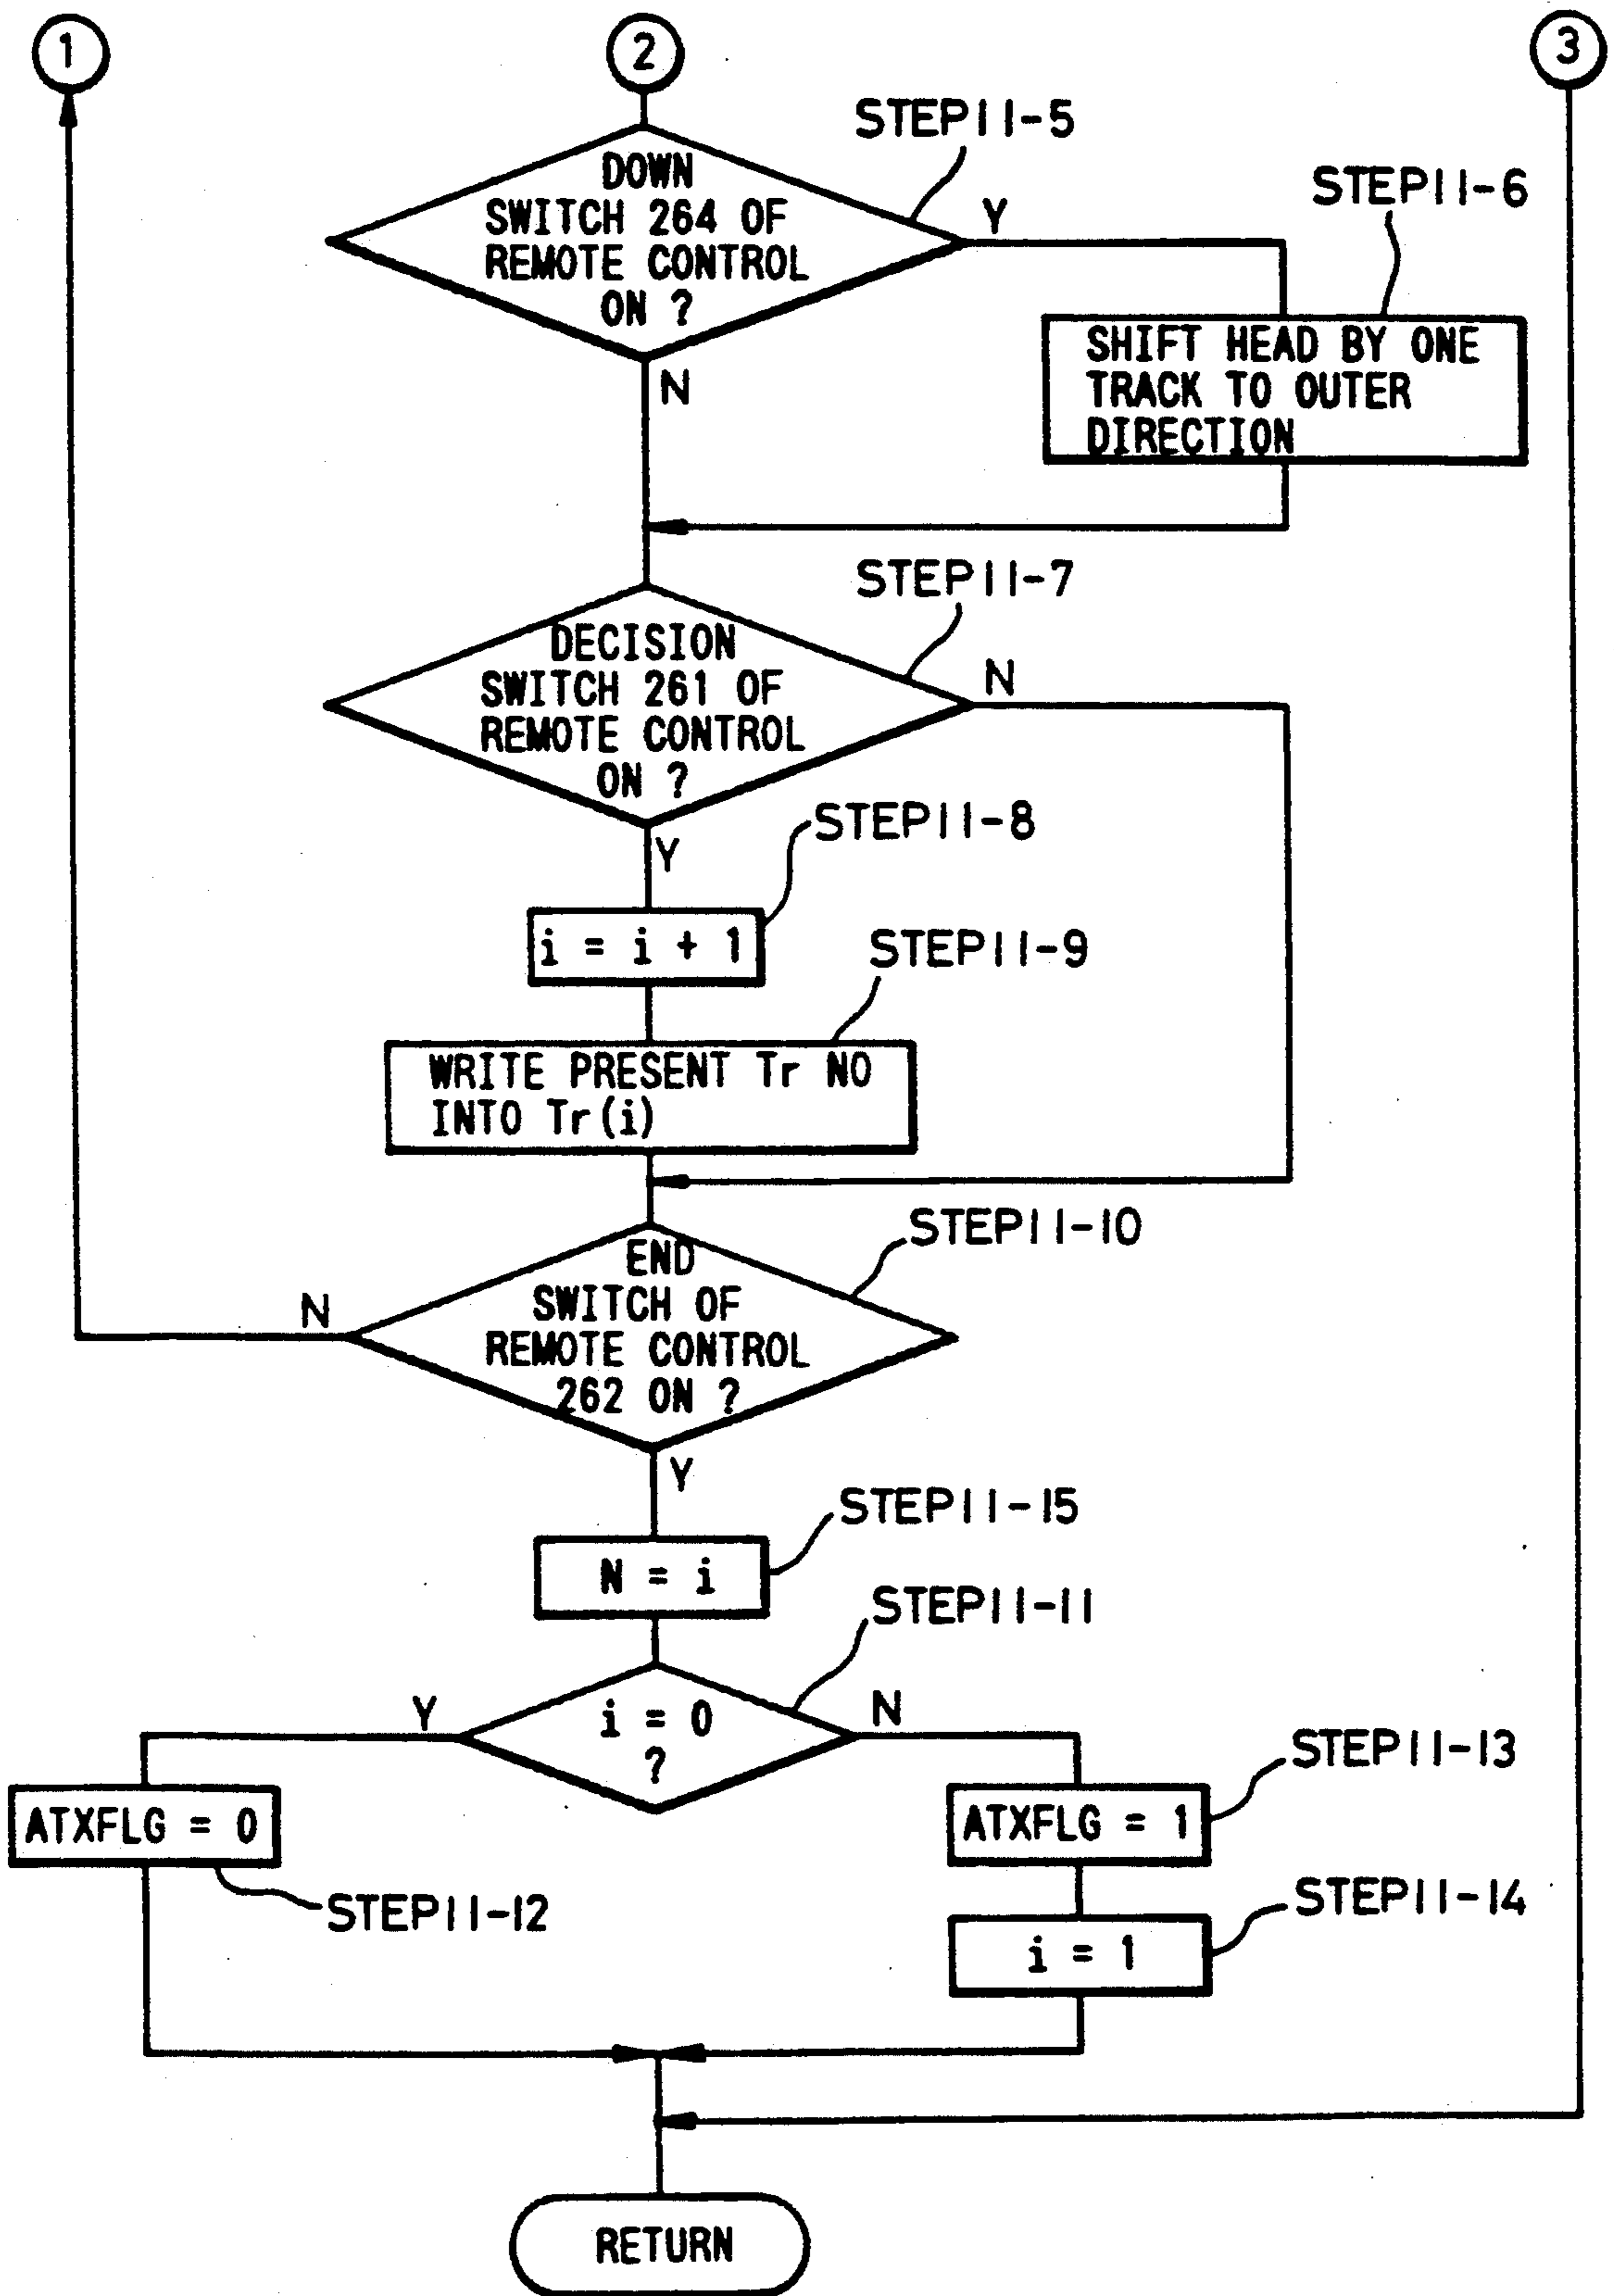 1
2
3
STEP11-5
DOWN
SWITCH 264 OF
REMOTE CONTROL
ON ?
Y
N
STEP11-6
SHIFT HEAD BY ONE
TRACK TO OUTER
DIRECTION
STEP11-7
DECISION
SWITCH 261 OF
REMOTE CONTROL
ON ?
N
Y
STEP11-8
i = i + 1
STEP11-9
WRITE PRESENT Tr NO
INTO Tr(i)
STEP11-10
END
SWITCH OF
REMOTE CONTROL
262 ON ?
N
Y
STEP11-15
N = i
STEP11-11
i = 0
?
Y
N
STEP11-13
ATXFLG = 0
ATXFLG = 1
STEP11-12
STEP11-14
i = 1
RETURN